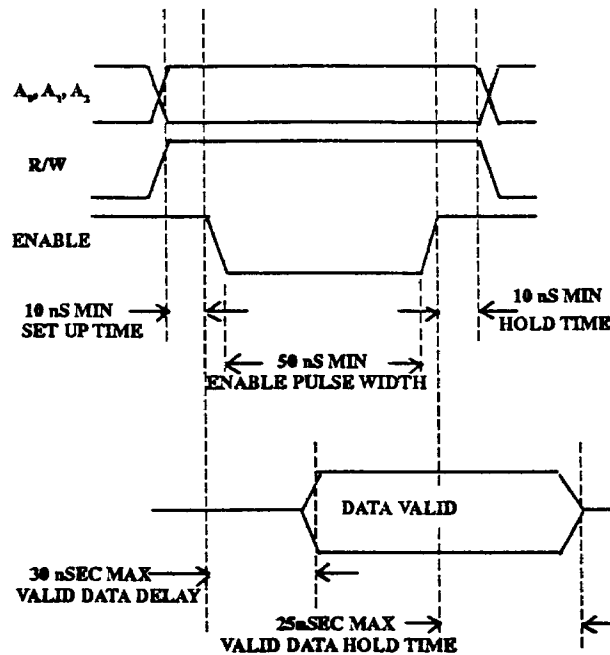 A₀, A₁, A₂
R/W
ENABLE
10 nS MIN
SET UP TIME
10 nS MIN
HOLD TIME
50 nS MIN
ENABLE PULSE WIDTH
DATA VALID
30 nSEC MAX
VALID DATA DELAY
25nSEC MAX
VALID DATA HOLD TIME